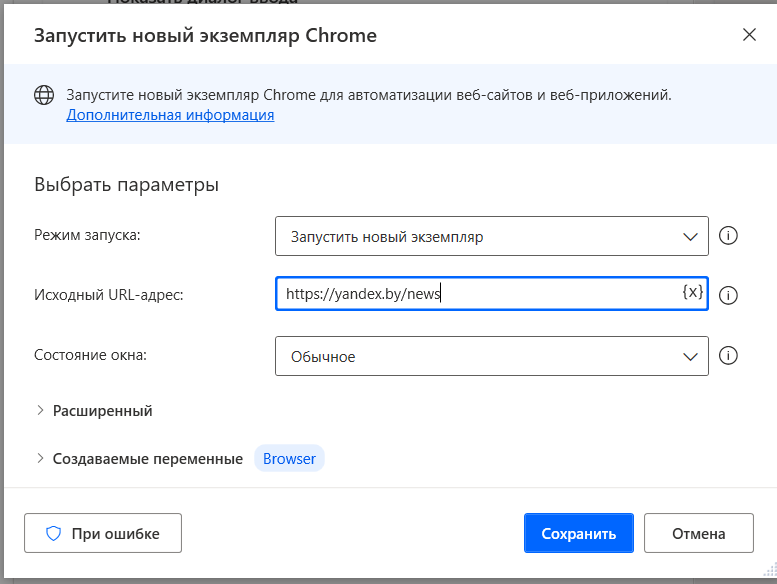 Показать диалог ввода
Запустить новый экземпляр Chrome
Запустите новый экземпляр Chrome для автоматизации веб-сайтов и веб-приложений.
Дополнительная информация
Выбрать параметры
Режим запуска:
Запустить новый экземпляр
Исходный URL-адрес:
https://yandex.by/news
{x}
Состояние окна:
Обычное
Расширенный
Создаваемые переменные Browser
При ошибке
Сохранить
Отмена